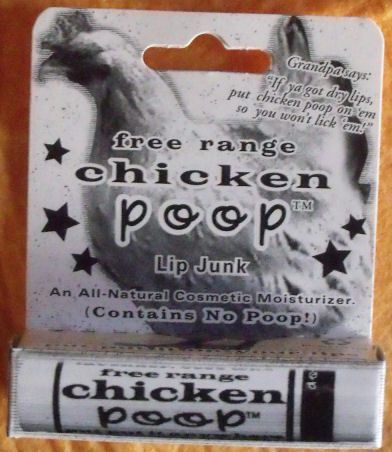 Grandpa says:
"If ya got dry lips,
put chicken poop on 'em
so you won't lick 'em!"
free range
chicken
poop™
Lip Junk
An All-Natural Cosmetic Moisturizer.
(Contains No Poop!)
free range
chicken
poop™